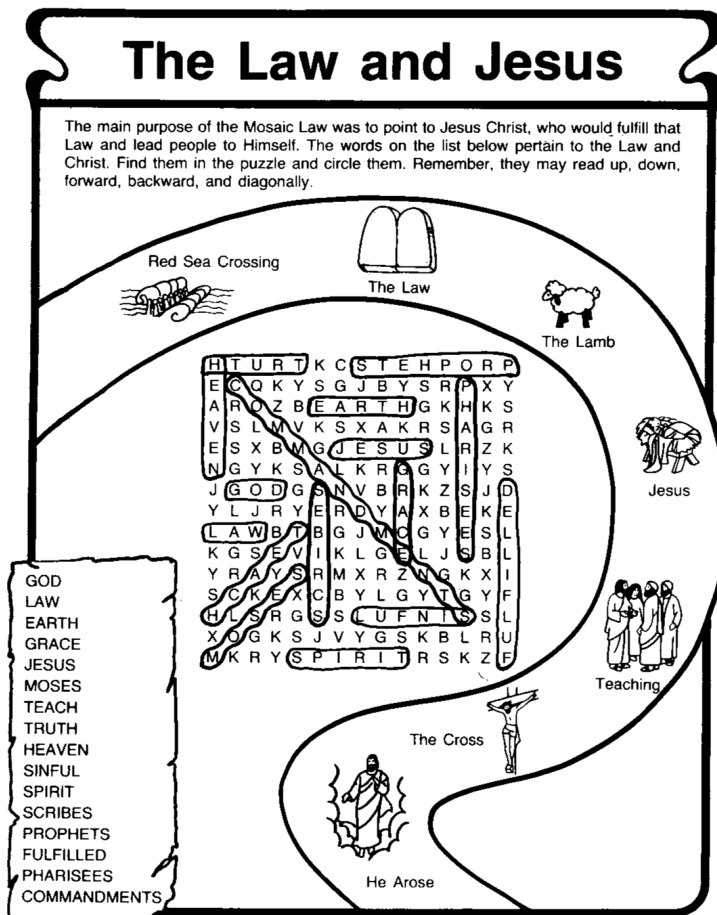 The Law and Jesus
The main purpose of the Mosaic Law was to point to Jesus Christ, who would fulfill that
Law and lead people to Himself. The words on the list below pertain to the Law and
Christ. Find them in the puzzle and circle them. Remember, they may read up, down,
forward, backward, and diagonally.
Red Sea Crossing
The Law
The Lamb
H T U R T K C S T E H P O R P
E C Q K Y S G J B Y S R P X Y
A R O Z B E A R T H G K H K S
V S L M V K S X A K R S A G R
E S X B M G J E S U S L R Z K
N G Y K S A L K R G G Y I Y S
J G O D G S N V B R K Z S J D
Y L J R Y E R D Y A X B E K E
L A W B T B G J M C G Y E S L
K G S E V I K L G E L J S B L
Y R A Y S R M X R Z N G K X I
S C K E X C B Y L G Y T G Y F
H L S R G S S L U F N I S S L
X O G K S J V Y G S K B L R U
M K R Y S P I R I T R S K Z F
Jesus
GOD
LAW
EARTH
GRACE
JESUS
MOSES
TEACH
TRUTH
HEAVEN
SINFUL
SPIRIT
SCRIBES
PROPHETS
FULFILLED
PHARISEES
COMMANDMENTS
Teaching
The Cross
He Arose